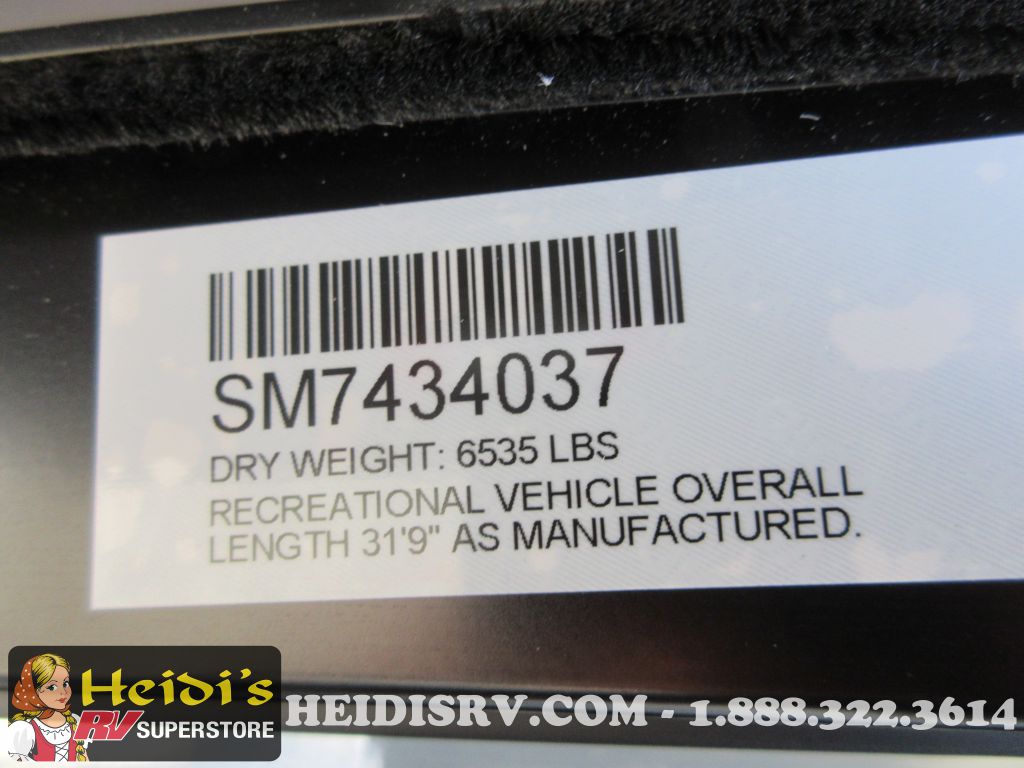 SM7434037
DRY WEIGHT: 6535 LBS
RECREATIONAL VEHICLE OVERALL
LENGTH 31'9" AS MANUFACTURED.
Heidi's
RV SUPERSTORE
HEIDISRV.COM - 1.888.322.3614